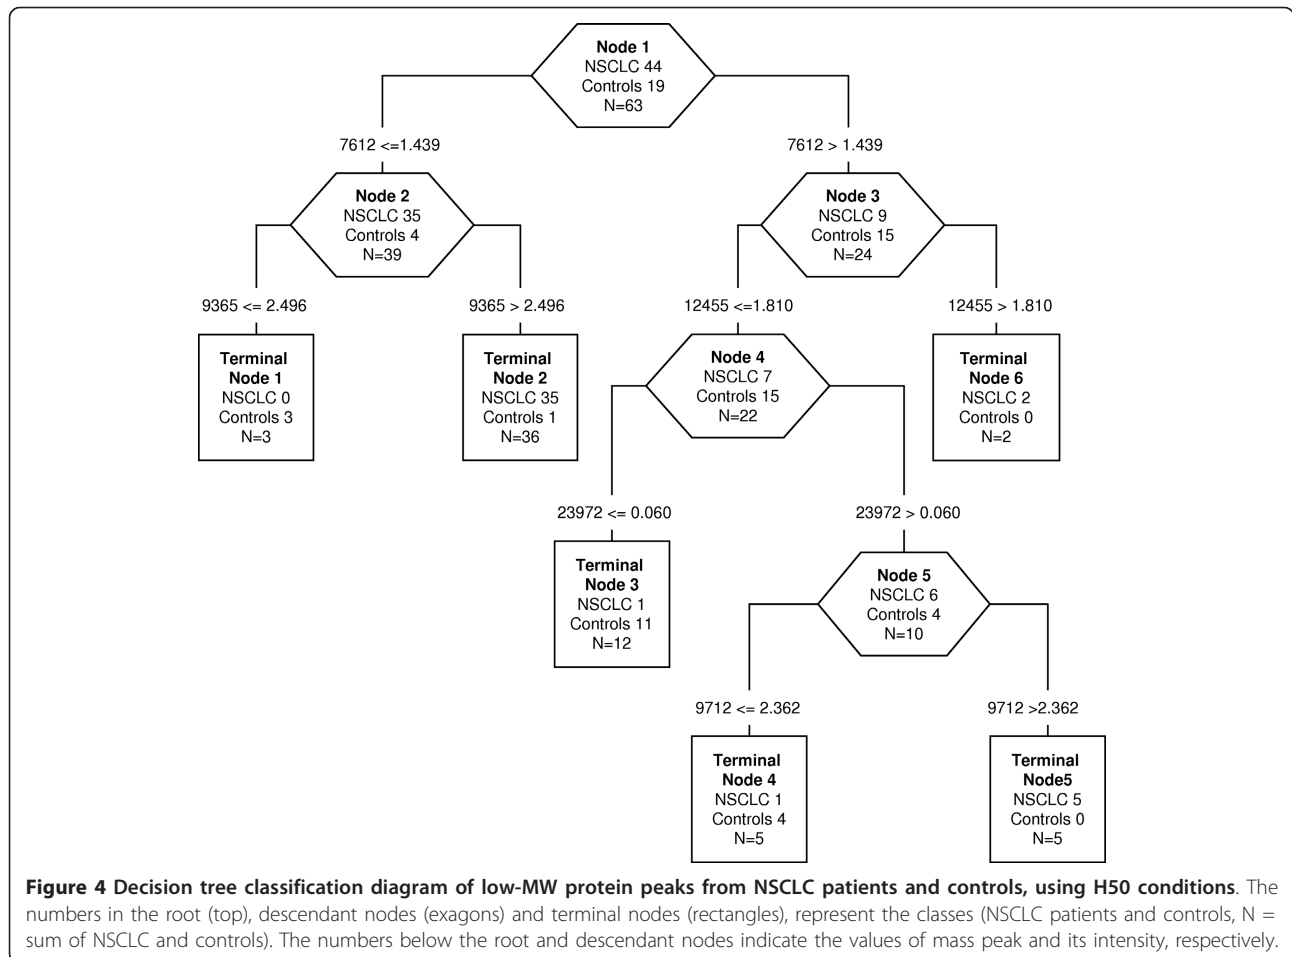 Node 1
NSCLC 44
Controls 19
N=63
7612 <=1.439
7612 > 1.439
Node 2
NSCLC 35
Controls 4
N=39
Node 3
NSCLC 9
Controls 15
N=24
9365 <= 2.496
9365 > 2.496
12455 <=1.810
12455 > 1.810
Terminal
Node 1
NSCLC 0
Controls 3
N=3
Terminal
Node 2
NSCLC 35
Controls 1
N=36
Node 4
NSCLC 7
Controls 15
N=22
Terminal
Node 6
NSCLC 2
Controls 0
N=2
23972 <= 0.060
23972 > 0.060
Terminal
Node 3
NSCLC 1
Controls 11
N=12
Node 5
NSCLC 6
Controls 4
N=10
9712 <= 2.362
9712 >2.362
Terminal
Node 4
NSCLC 1
Controls 4
N=5
Terminal
Node5
NSCLC 5
Controls 0
N=5
Figure 4 Decision tree classification diagram of low-MW protein peaks from NSCLC patients and controls, using H50 conditions. The
numbers in the root (top), descendant nodes (exagons) and terminal nodes (rectangles), represent the classes (NSCLC patients and controls, N =
sum of NSCLC and controls). The numbers below the root and descendant nodes indicate the values of mass peak and its intensity, respectively.